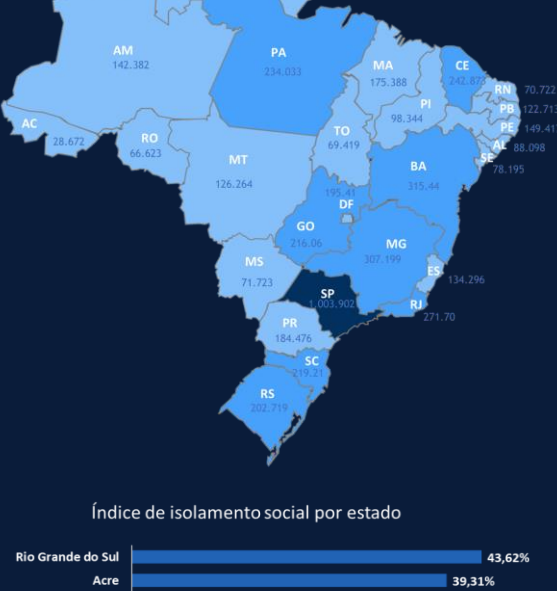 AM
142.382
PA
234.033
MA
175.388
CE
242.873
RN
70.722
PB
122.713
PI
98.344
PE
149.417
AL
88.098
SE
78.195
AC
28.672
RO
66.623
TO
69.419
MT
126.264
BA
315.44
195.41
DF
GO
216.06
MG
307.199
ES
134.296
MS
71.723
SP
1.003.902
RJ
271.70
PR
184.476
SC
219.21
RS
202.719
Índice de isolamento social por estado
Rio Grande do Sul 43,62%
Acre 39,31%